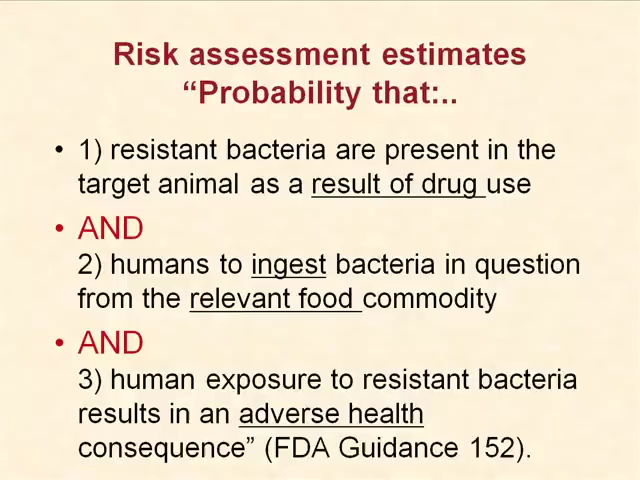 Risk assessment estimates
“Probability that:..
• 1) resistant bacteria are present in the
target animal as a result of drug use
• AND
2) humans to ingest bacteria in question
from the relevant food commodity
• AND
3) human exposure to resistant bacteria
results in an adverse health
consequence” (FDA Guidance 152).